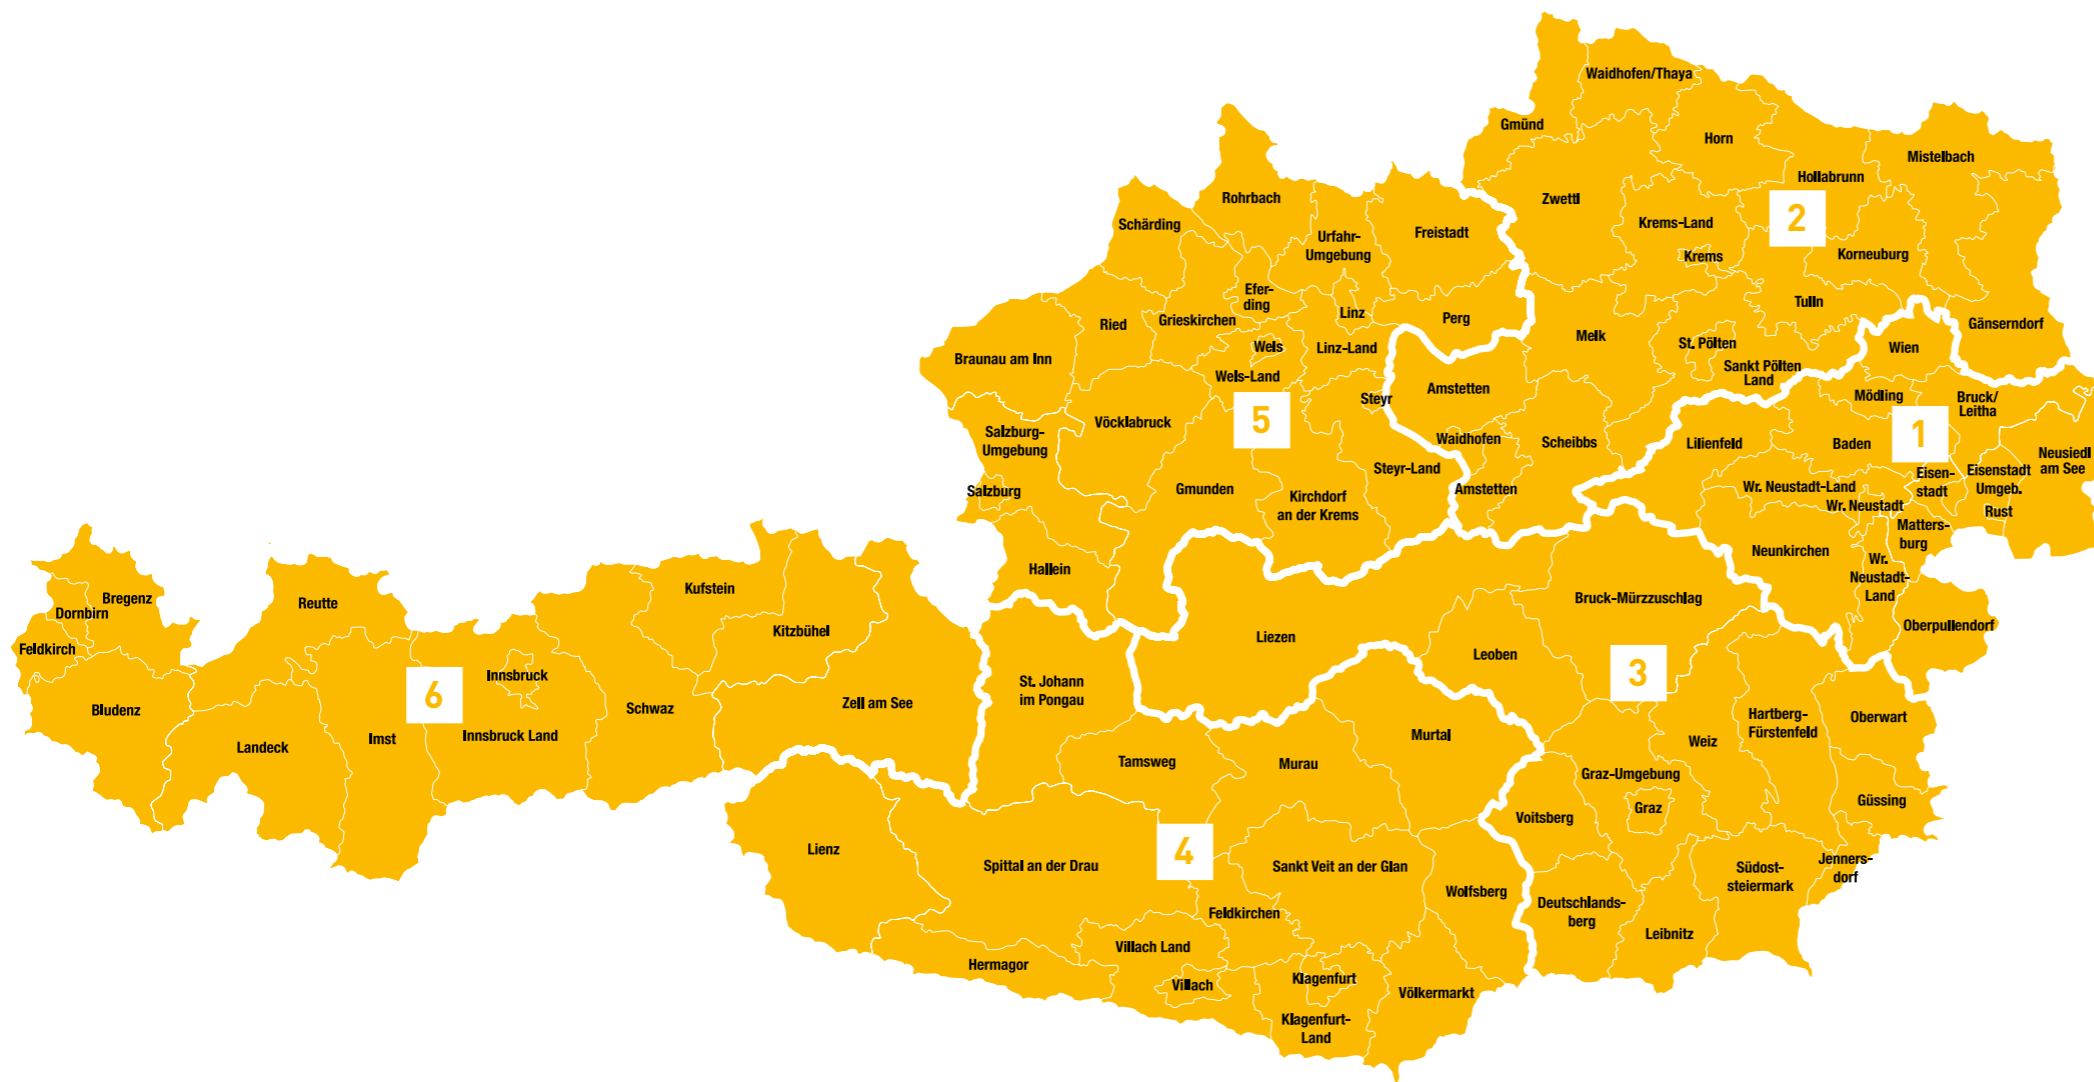 Waidhofen/Thaya
Gmünd
Horn
Mistelbach
Hollabrunn
Zwettl
2
Krems-Land
Krems
Korneuburg
Tulln
Gänserndorf
Melk
St. Pölten
Sankt Pölten
Land
Amstetten
Waidhofen
Scheibbs
Amstetten
Wien
Mödling
Bruck/
Leitha
1
Lilienfeld
Baden
Neusiedl
am See
Eisen-
stadt
Eisenstadt
Umgeb.
Wr. Neustadt-Land
Wr. Neustadt
Rust
Matters-
burg
Neunkirchen
Wr.
Neustadt-
Land
Oberpullendorf
Rohrbach
Schärding
Urfahr-
Umgebung
Freistadt
Efer-
ding
Linz
Perg
Ried
Grieskirchen
Braunau am Inn
Wels
Linz-Land
Wels-Land
Steyr
5
Vöcklabruck
Salzburg-
Umgebung
Steyr-Land
Salzburg
Gmunden
Kirchdorf
an der Krems
Hallein
Bruck-Mürzzuschlag
Liezen
Leoben
3
Hartberg-
Fürstenfeld
Oberwart
Weiz
Graz-Umgebung
Graz
Güssing
Voitsberg
Südost-
steiermark
Jenners-
dorf
Deutschlands-
berg
Leibnitz
St. Johann
im Pongau
Murtal
Tamsweg
Murau
Lienz
4
Spittal an der Drau
Sankt Veit an der Glan
Wolfsberg
Feldkirchen
Villach Land
Hermagor
Villach
Klagenfurt
Völkermarkt
Klagenfurt-
Land
Bregenz
Dornbirn
Feldkirch
Bludenz
Reutte
Kufstein
Kitzbühel
Innsbruck
6
Schwaz
Zell am See
Landeck
Imst
Innsbruck Land